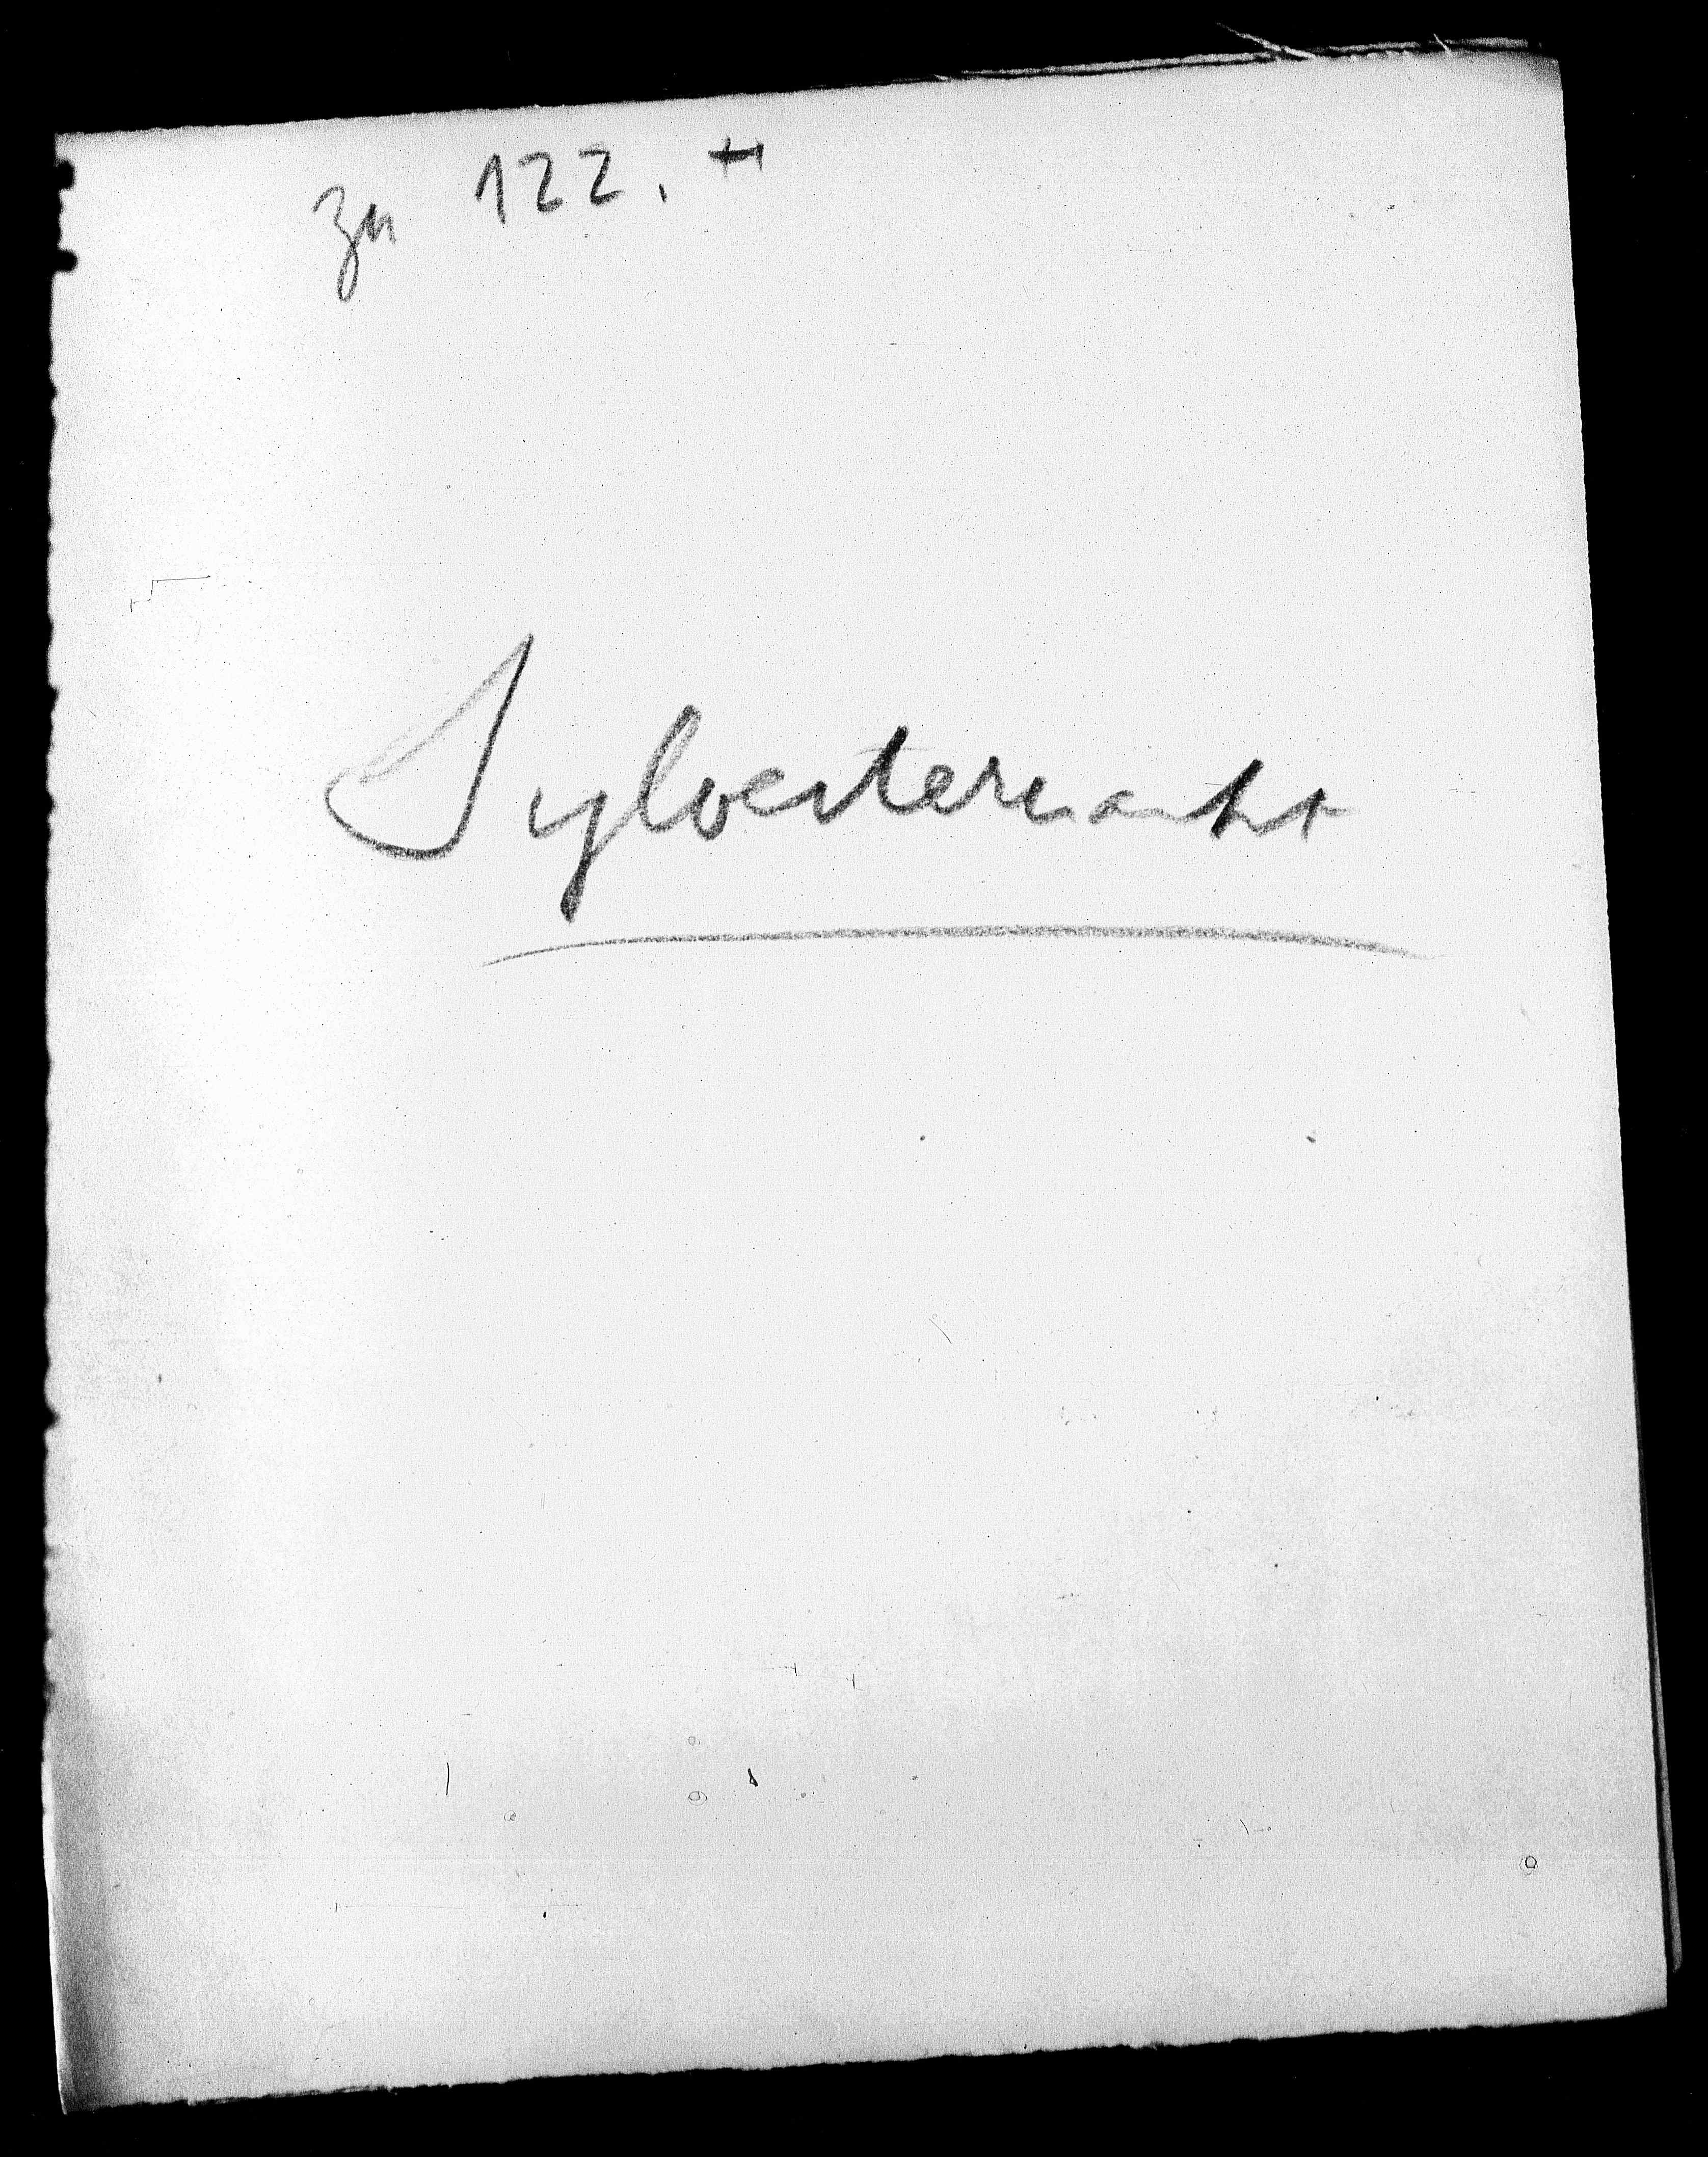 zu 122. +
Sylvesternacht